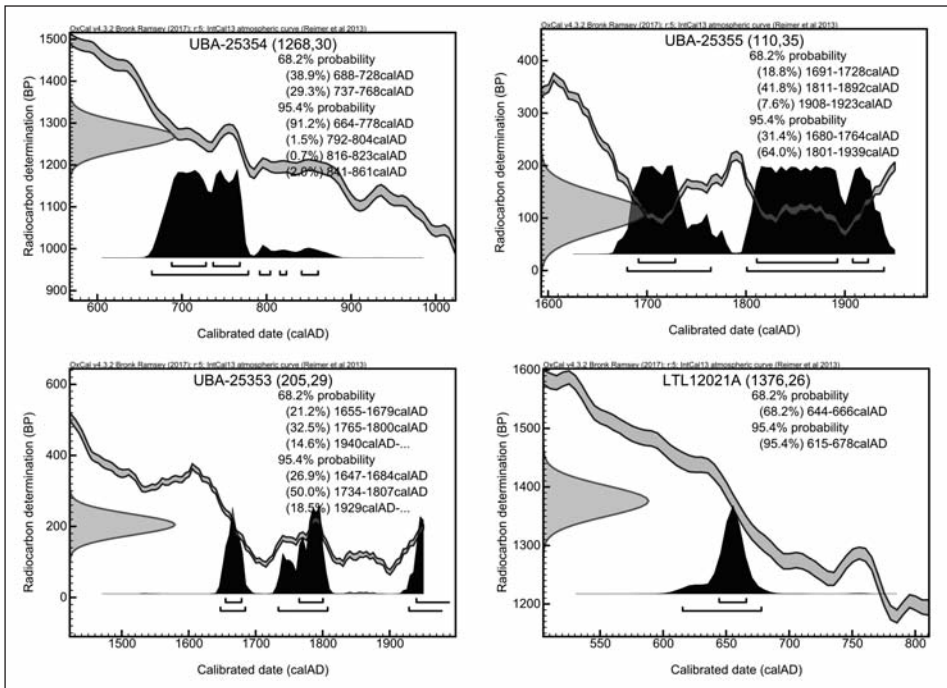 OxCal v4.3.2 Bronk Ramsey (2017); r:5; IntCal13 atmospheric curve (Reimer et al 2013)
UBA-25354 (1268,30)
68.2% probability
(38.9%) 688-728calAD
(29.3%) 737-768calAD
95.4% probability
(91.2%) 664-778calAD
(1.5%) 792-804calAD
(0.7%) 816-823calAD
(2.0%) 841-861calAD
Radiocarbon determination (BP)
1500
1400
1300
1200
1100
1000
900
600
700
800
900
1000
Calibrated date (calAD)
OxCal v4.3.2 Bronk Ramsey (2017); r:5; IntCal13 atmospheric curve (Reimer et al 2013)
UBA-25355 (110,35)
68.2% probability
(18.8%) 1691-1728calAD
(41.8%) 1811-1892calAD
(7.6%) 1908-1923calAD
95.4% probability
(31.4%) 1680-1764calAD
(64.0%) 1801-1939calAD
Radiocarbon determination (BP)
400
300
200
100
0
1600
1700
1800
1900
Calibrated date (calAD)
OxCal v4.3.2 Bronk Ramsey (2017); r:5; IntCal13 atmospheric curve (Reimer et al 2013)
UBA-25353 (205,29)
68.2% probability
(21.2%) 1655-1679calAD
(32.5%) 1765-1800calAD
(14.6%) 1940calAD-...
95.4% probability
(26.9%) 1647-1684calAD
(50.0%) 1734-1807calAD
(18.5%) 1929calAD-...
Radiocarbon determination (BP)
600
400
200
0
1500
1600
1700
1800
1900
Calibrated date (calAD)
OxCal v4.3.2 Bronk Ramsey (2017); r:5; IntCal13 atmospheric curve (Reimer et al 2013)
LTL12021A (1376,26)
68.2% probability
(68.2%) 644-666calAD
95.4% probability
(95.4%) 615-678calAD
Radiocarbon determination (BP)
1600
1500
1400
1300
1200
550
600
650
700
750
800
Calibrated date (calAD)